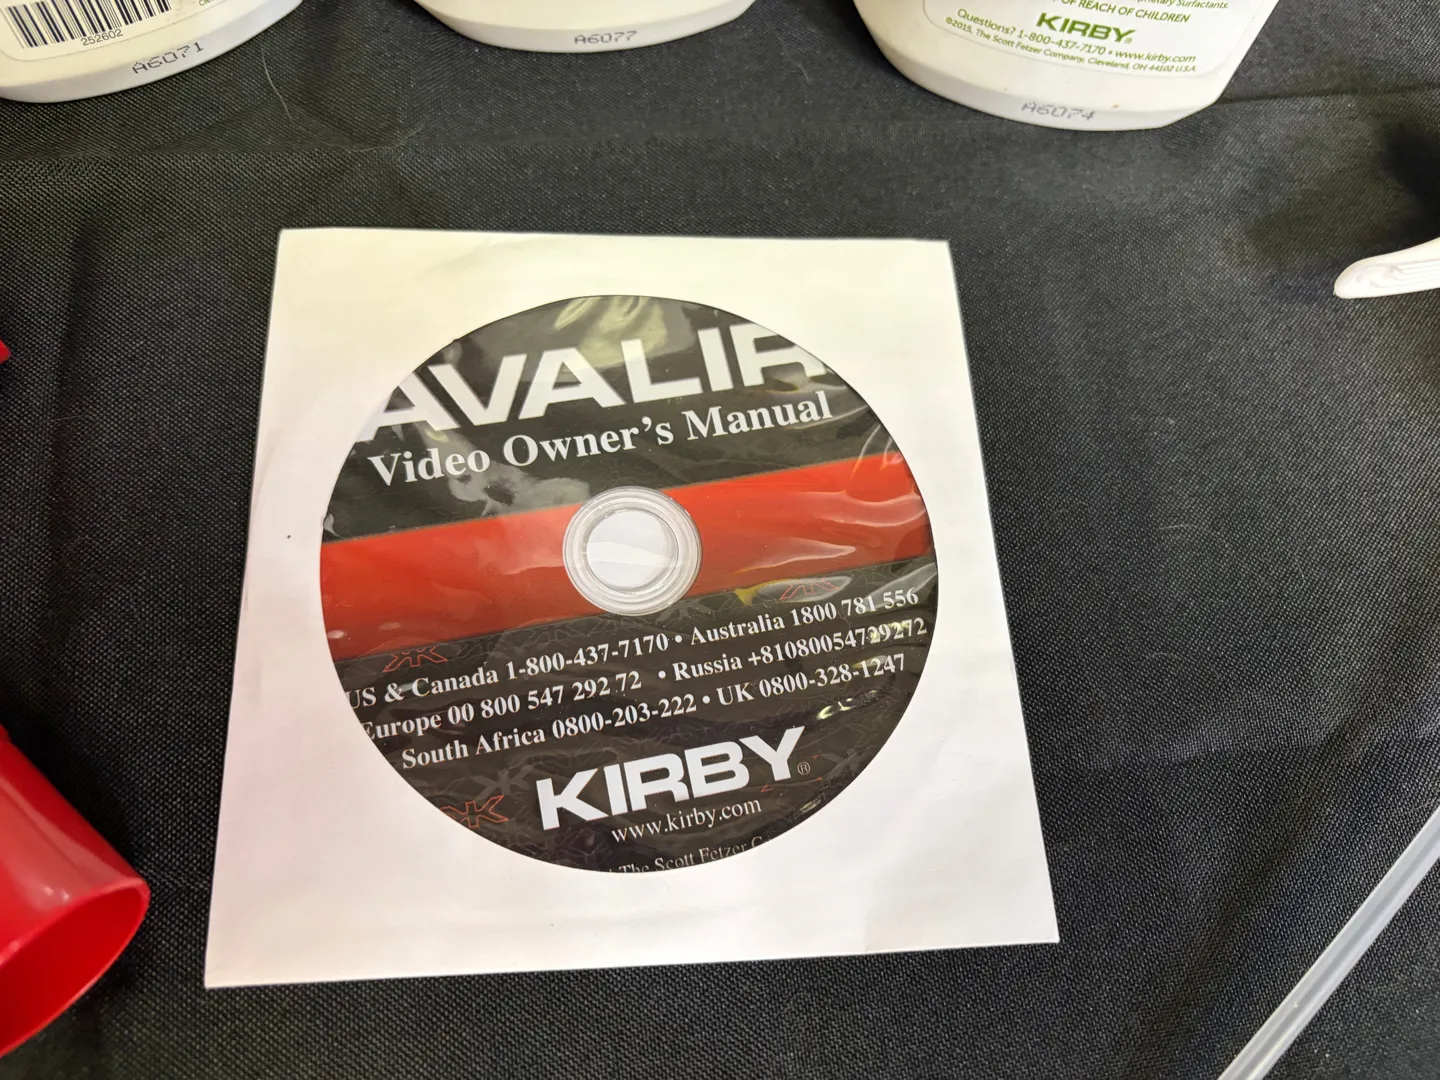 252602
A6071
A6077
Surfactants.
OF REACH OF CHILDREN
KIRBY®
Questions? 1-800-437-7170 • www.kirby.com
©2015, The Scott Fetzer Company, Cleveland, OH 44102 U.S.A.
A6074
AVALIR
Video Owner's Manual
US & Canada 1-800-437-7170 • Australia 1800 781 556
Europe 00 800 547 292 72 • Russia +81080054729272
South Africa 0800-203-222 • UK 0800-328-1247
KIRBY®
www.kirby.com
The Scott Fetzer